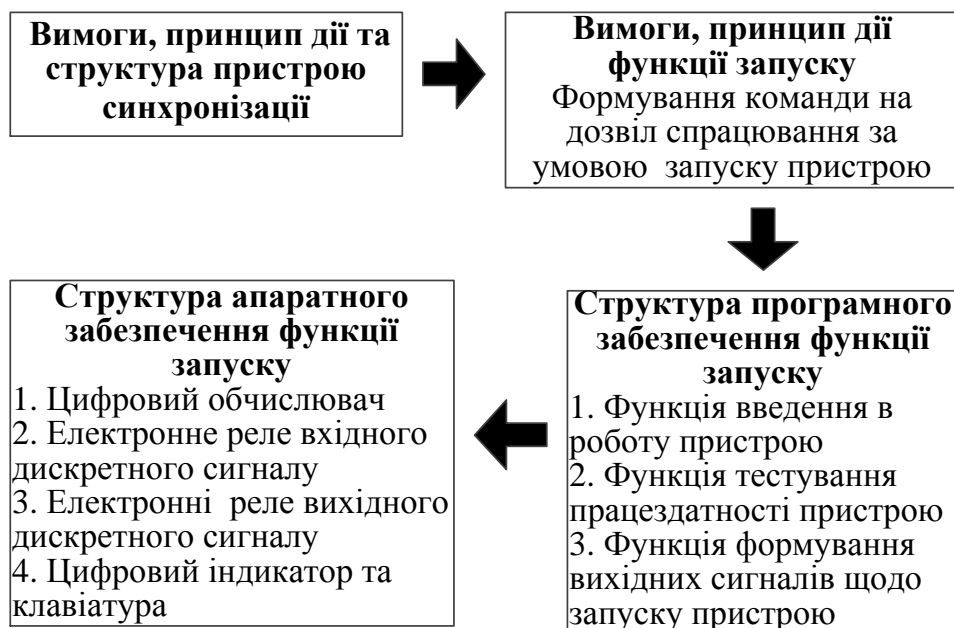 Вимоги, принцип дії та
структура пристрою
синхронізації
Вимоги, принцип дії
функції запуску
Формування команди на
дозвіл спрацювання за
умовою запуску пристрою
Структура програмного
забезпечення функції
запуску
1. Функція введення в
роботу пристрою
2. Функція тестування
працездатності пристрою
3. Функція формування
вихідних сигналів щодо
запуску пристрою
Структура апаратного
забезпечення функції
запуску
1. Цифровий обчислювач
2. Електронне реле вхідного
дискретного сигналу
3. Електронні реле вихідного
дискретного сигналу
4. Цифровий індикатор та
клавіатура